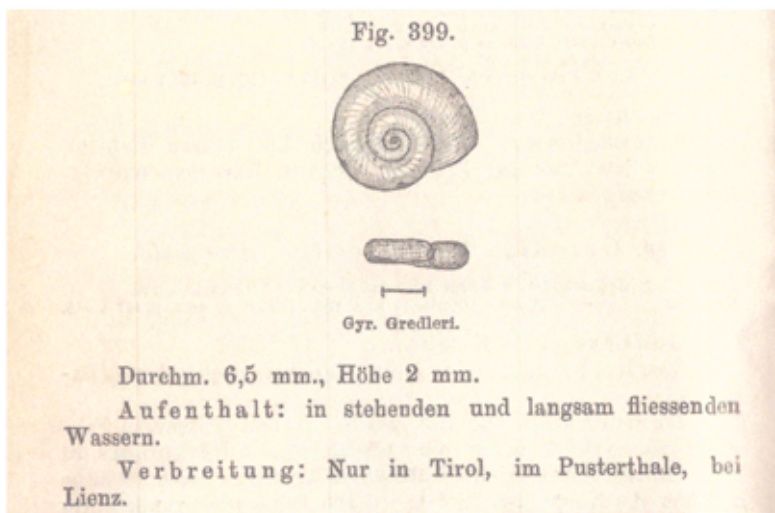 Fig. 399.
Gyr. Gredleri.
Durchm. 6,5 mm., Höhe 2 mm.
Aufenthalt: in stehenden und langsam fliessenden
Wassern.
Verbreitung: Nur in Tirol, im Pusterthale, bei
Lienz.